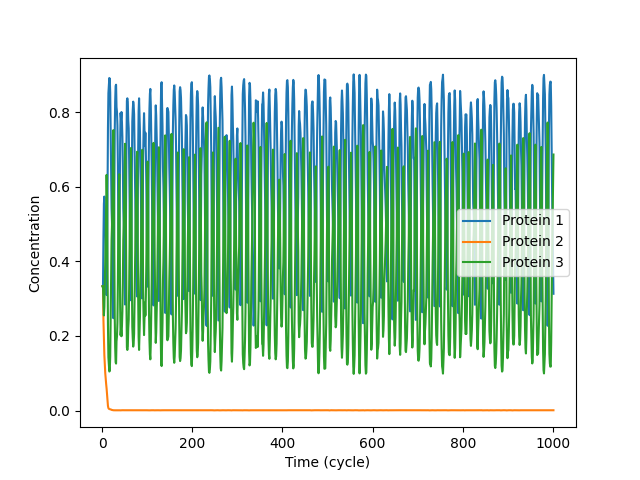 0.8
0.6
0.4
0.2
0.0
Concentration
0
200
400
600
800
1000
Time (cycle)
Protein 1
Protein 2
Protein 3